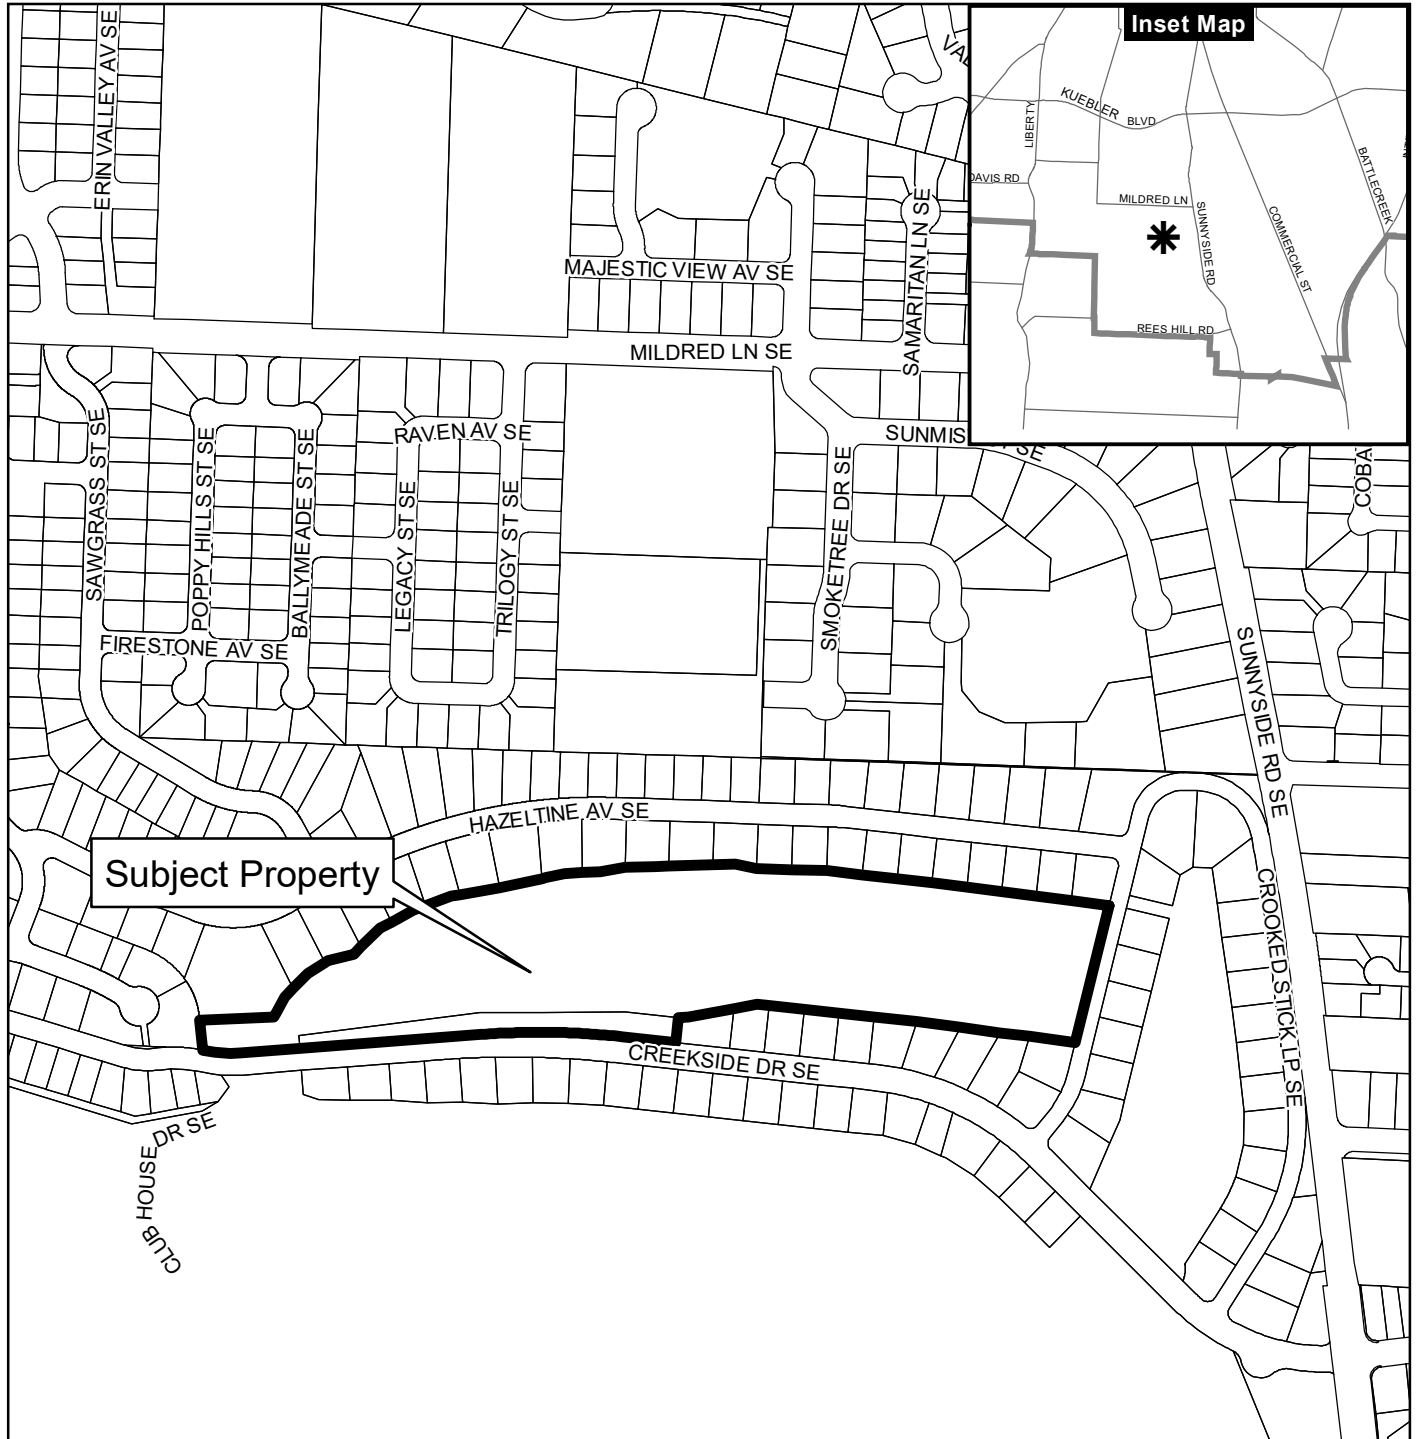 Inset Map
KUEBLER
BLVD
LIBERTY
DAVIS RD
MILDRED LN
SUNNYSIDE RD
COMMERCIAL ST
BATTLECREEK
REES HILL RD
ERIN VALLEY AV SE
MAJESTIC VIEW AV SE
SAMARITAN LN SE
MILDRED LN SE
SAWGRASS ST SE
POPPY HILLS ST SE
BALLYMEADE ST SE
RAVEN AV SE
LEGACY ST SE
TRILOGY ST SE
SMOKETREE DR SE
SUNMIS
SE
COBA
FIRESTONE AV SE
SUNNYSIDE RD SE
HAZELTINE AV SE
Subject Property
CROOKED STICK LP SE
CREEKSIDE DR SE
CLUB HOUSE DR SE